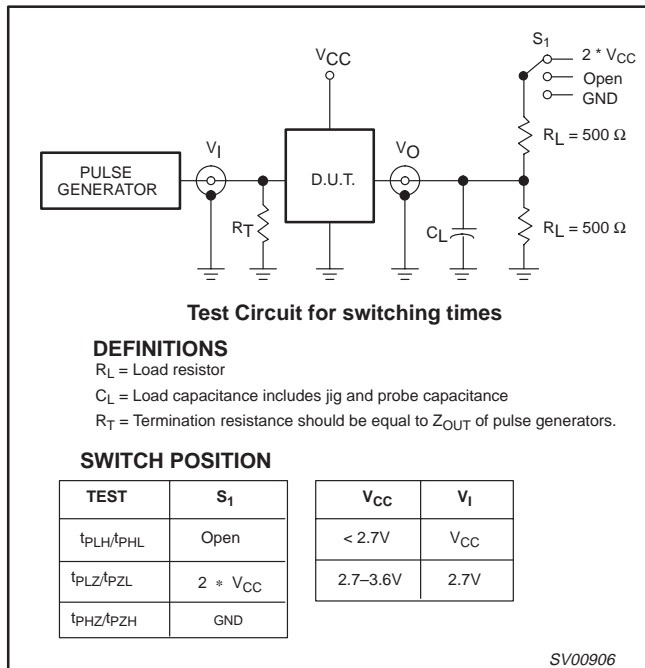 S1
2 * VCC
Open
GND
VCC
RL = 500 Ω
VI
VO
PULSE
GENERATOR
D.U.T.
RT
CL
RL = 500 Ω
Test Circuit for switching times
DEFINITIONS
RL = Load resistor
CL = Load capacitance includes jig and probe capacitance
RT = Termination resistance should be equal to ZOUT of pulse generators.
SWITCH POSITION
TEST S1
tPLH/tPHL Open
tPLZ/tPZL 2 * VCC
tPHZ/tPZH GND
VCC VI
< 2.7V VCC
2.7–3.6V 2.7V
SV00906